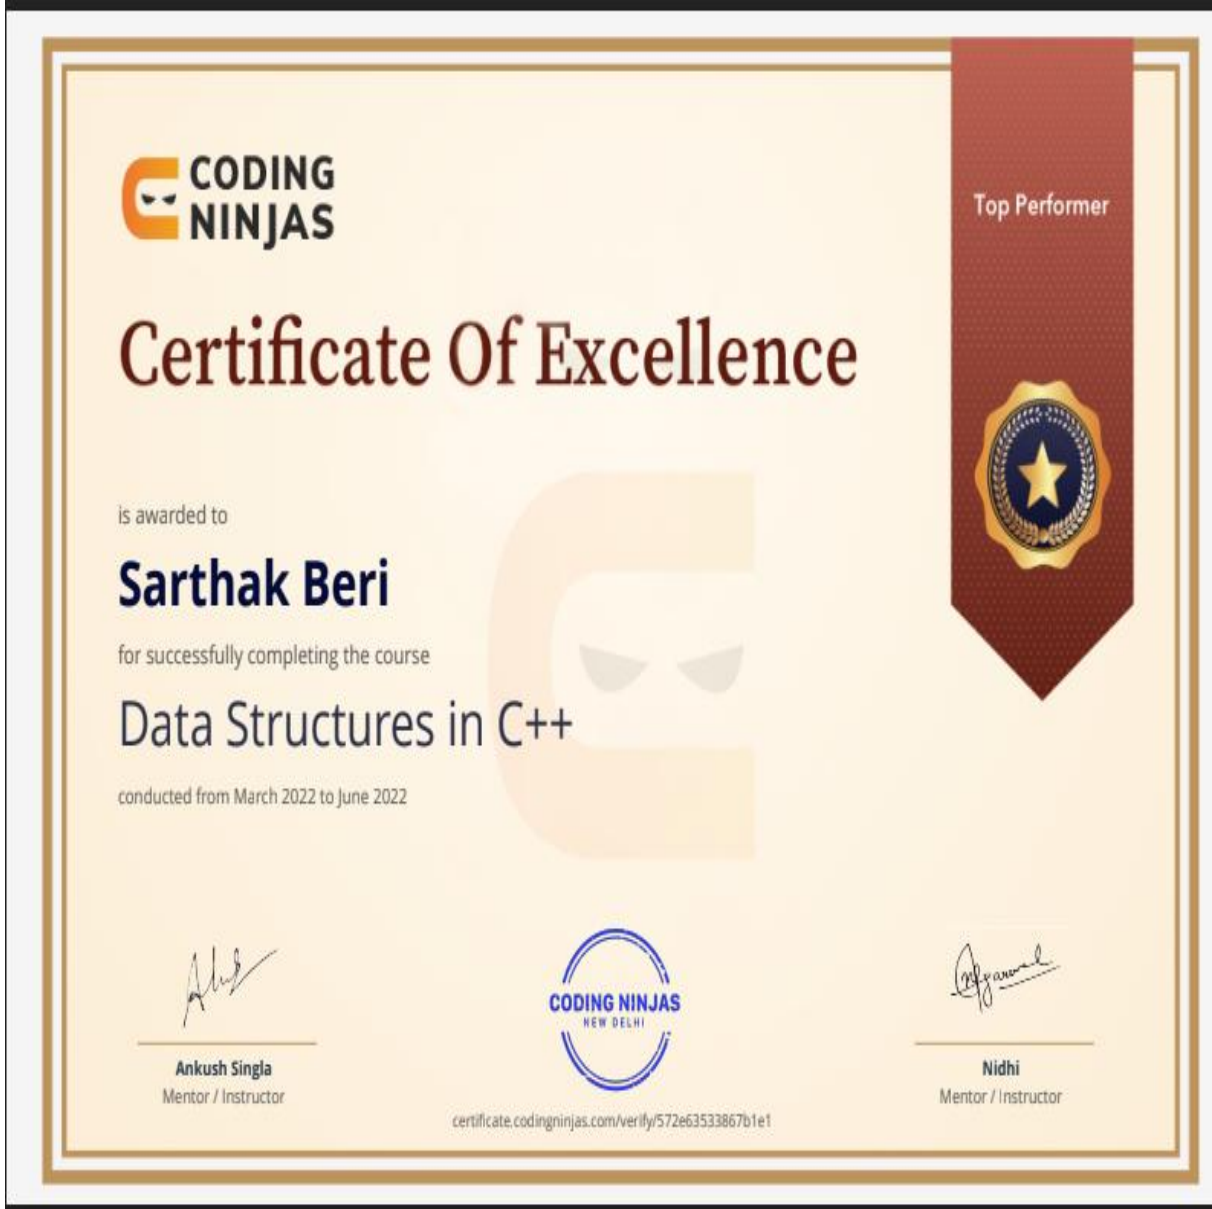 CODING
NINJAS
Top Performer
Certificate Of Excellence
is awarded to
Sarthak Beri
for successfully completing the course
Data Structures in C++
conducted from March 2022 to June 2022
CODING NINJAS
NEW DELHI
Ankush Singla
Mentor / Instructor
Nidhi
Mentor / Instructor
certificate.codingninjas.com/verify/572e63533867b1e1